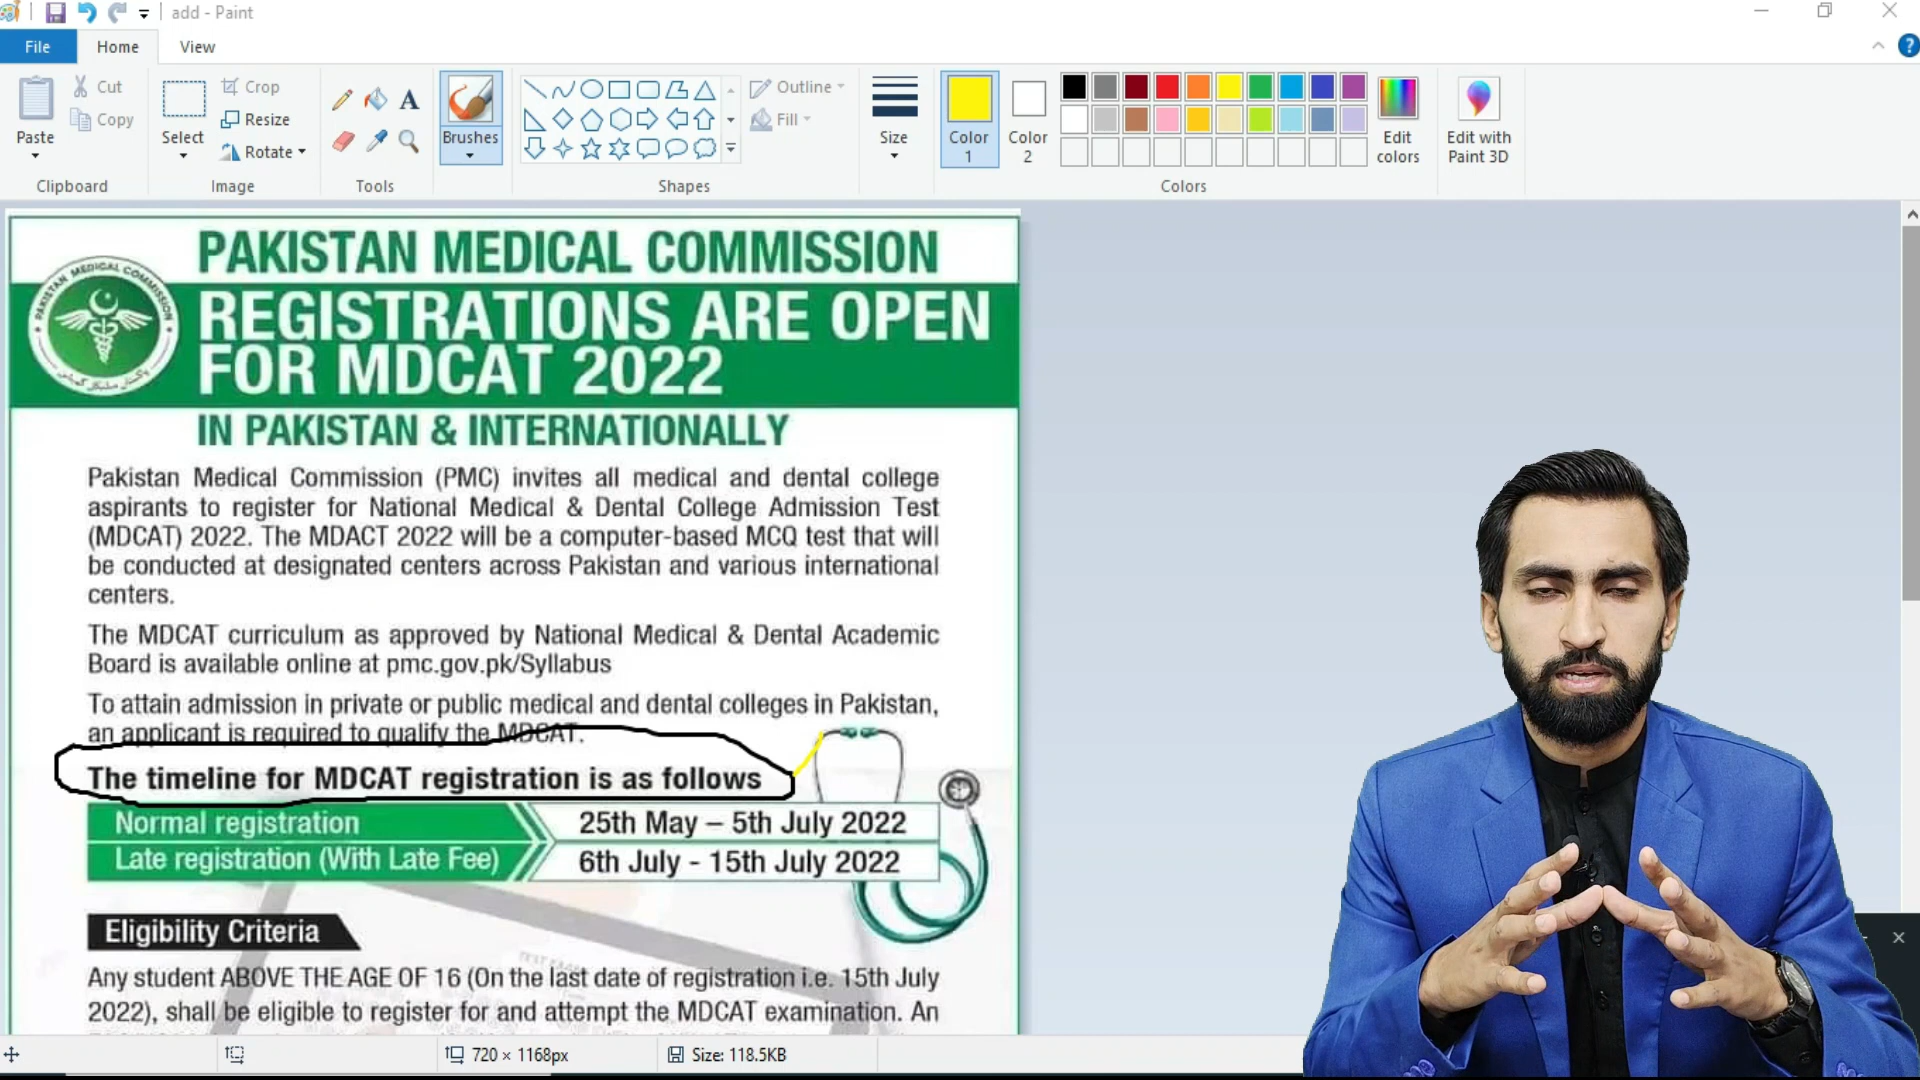 add - Paint
File
Home
View
Paste
Cut
Copy
Clipboard
Select
Crop
Resize
Rotate
Image
A
Tools
Brushes
Outline
Fill
Shapes
Size
Color
1
Color
2
Edit
colors
Edit with
Paint 3D
Colors
?
PAKISTAN MEDICAL COMMISSION
PAKISTAN MEDICAL COMMISSION
REGISTRATIONS ARE OPEN
FOR MDCAT 2022
IN PAKISTAN & INTERNATIONALLY
Pakistan Medical Commission (PMC) invites all medical and dental college
aspirants to register for National Medical & Dental College Admission Test
(MDCAT) 2022. The MDACT 2022 will be a computer-based MCQ test that will
be conducted at designated centers across Pakistan and various international
centers.
The MDCAT curriculum as approved by National Medical & Dental Academic
Board is available online at pmc.gov.pk/Syllabus
To attain admission in private or public medical and dental colleges in Pakistan,
an applicant is required to qualify the MDCAT.
The timeline for MDCAT registration is as follows
Normal registration 25th May – 5th July 2022
Late registration (With Late Fee) 6th July - 15th July 2022
Eligibility Criteria
Any student ABOVE THE AGE OF 16 (On the last date of registration i.e. 15th July
2022), shall be eligible to register for and attempt the MDCAT examination. An
720 × 1168px
Size: 118.5KB